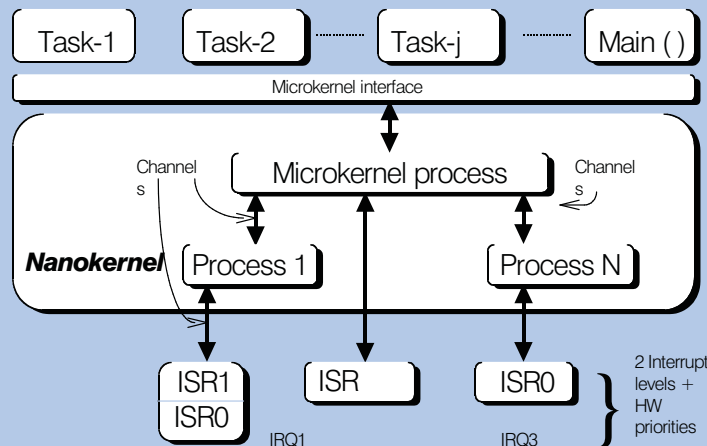 Task-1
Task-2
Task-j
Main ( )
Microkernel interface
Channel
s
Microkernel process
Channel
s
Nanokernel
Process 1
Process N
ISR1
ISR0
ISR
ISR0
2 Interrupt
levels +
HW
priorities
IRQ1
IRQ3